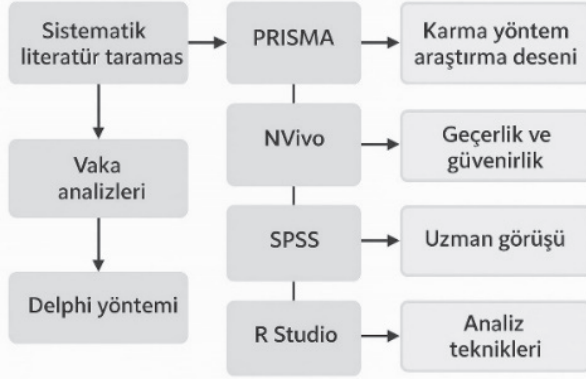 Sistematik
literatür taramas
PRISMA
Karma yöntem
araştırma deseni
Vaka
analizleri
NVivo
Geçerlik ve
güvenirlik
SPSS
Uzman görüşü
Delphi yöntemi
R Studio
Analiz
teknikleri